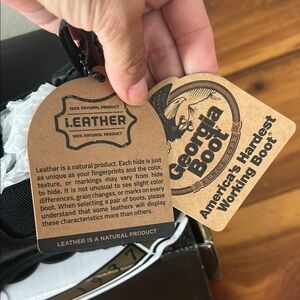 100% NATURAL PRODUCT
LEATHER
100% NATURAL PRODUCT
Leather is a natural product. Each hide is just
as unique as your fingerprints and the color,
texture, or markings may vary from hide
to hide. It is not unusual to see slight color
differences, grain changes, or marks on every
boot. When selecting a pair of boots, please
understand that some leathers will display
these characteristics more than others.
LEATHER IS A NATURAL PRODUCT
Georgia
Boot
America's Hardest
Working Boot